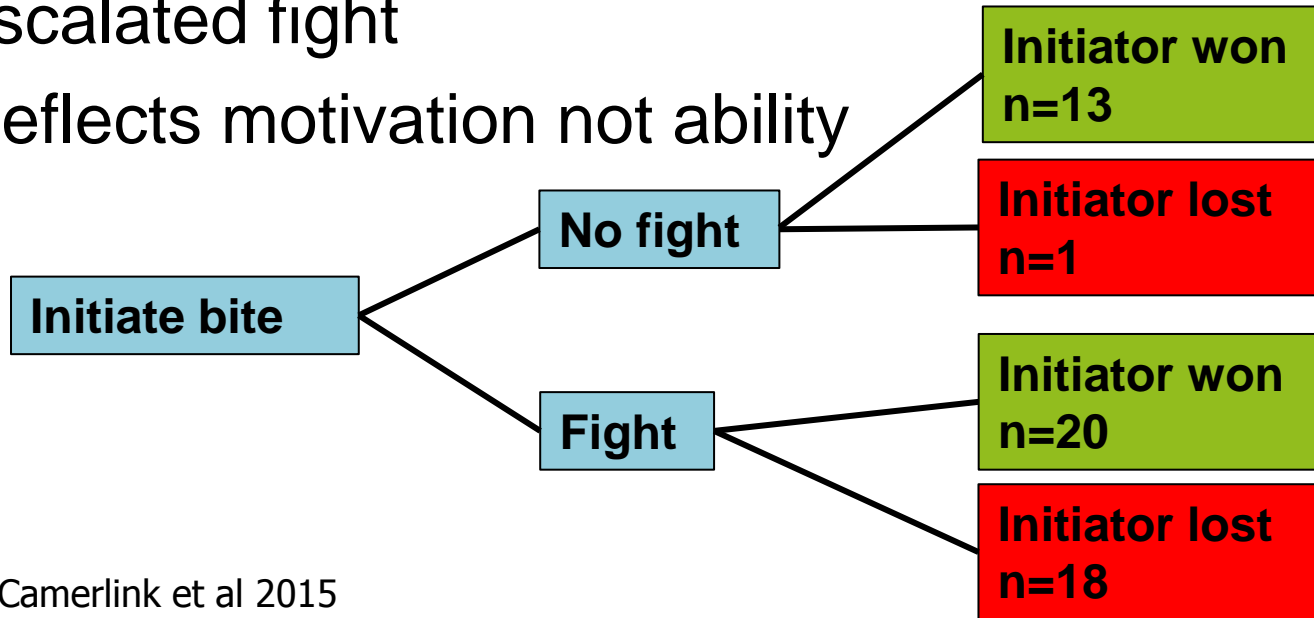 scalated fight
eflects motivation not ability
Initiate bite
No fight
Fight
Initiator won
n=13
Initiator lost
n=1
Initiator won
n=20
Initiator lost
n=18
Camerlink et al 2015